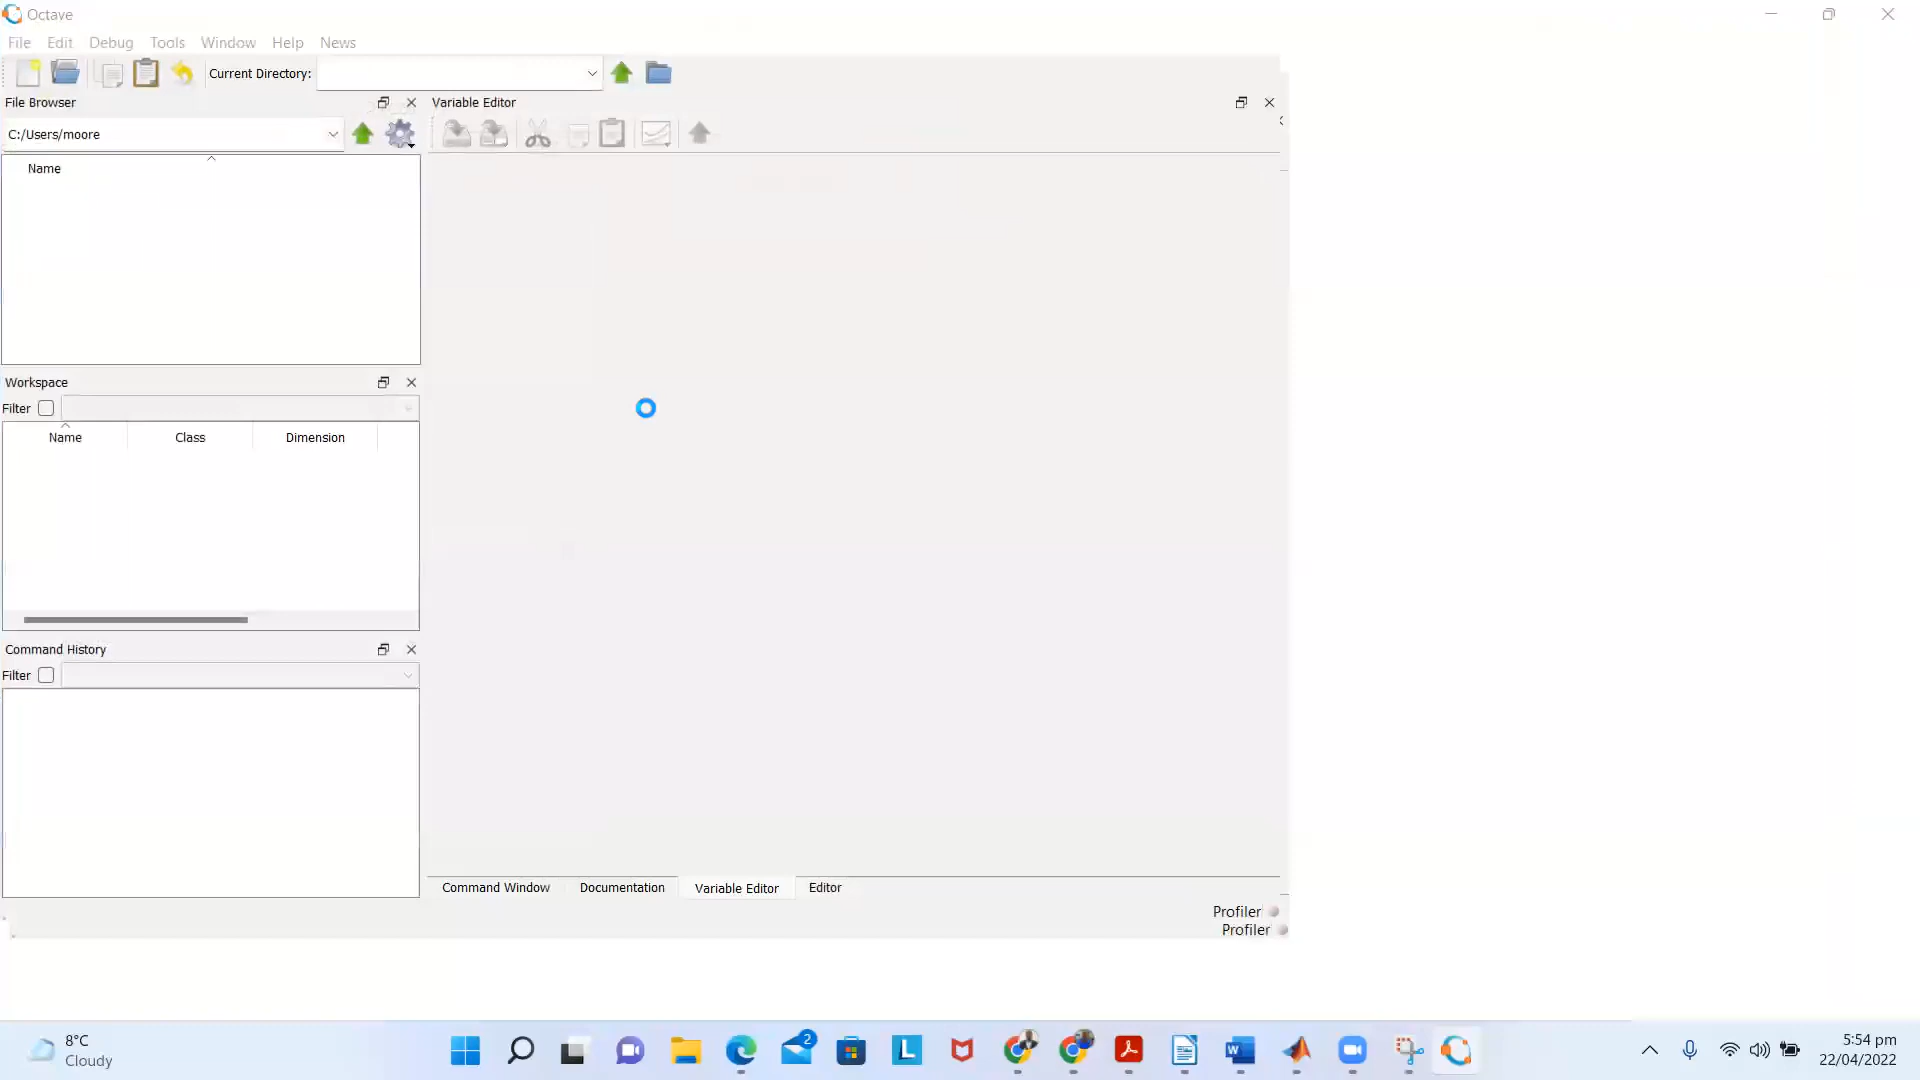 Octave
File Edit Debug Tools Window Help News
Current Directory:
File Browser
Variable Editor
C:/Users/moore
Name
Workspace
Filter
Name Class Dimension
Command History
Filter
Command Window Documentation Variable Editor Editor
Profiler
Profiler
8°C
Cloudy
2
L
W
5:54 pm
22/04/2022